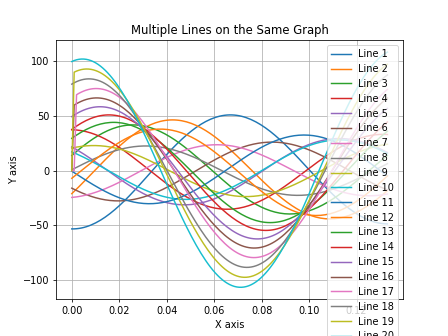 Multiple Lines on the Same Graph
Y axis
100
50
0
−50
−100
0.00
0.02
0.04
0.06
0.08
0.10
X axis
Line 1
Line 2
Line 3
Line 4
Line 5
Line 6
Line 7
Line 8
Line 9
Line 10
Line 11
Line 12
Line 13
Line 14
Line 15
Line 16
Line 17
Line 18
Line 19
Line 20